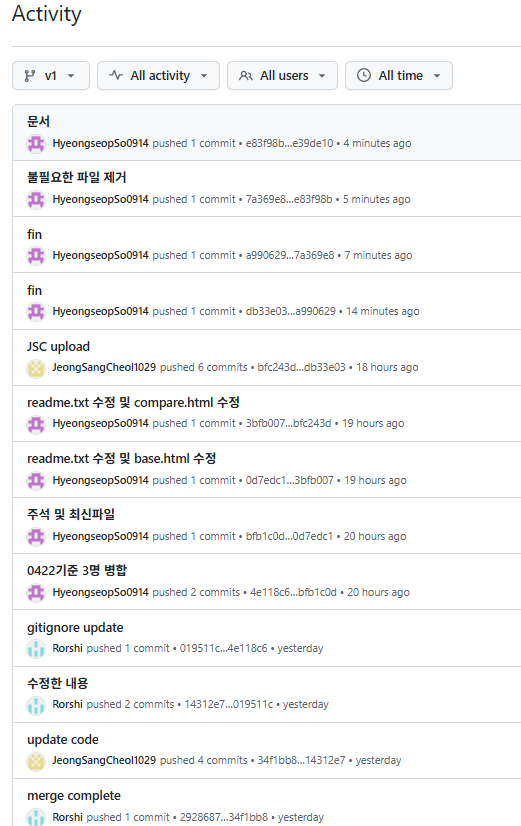 Activity
v1 All activity All users All time
문서
HyeongseopSo0914 pushed 1 commit • e83f98b...e39de10 • 4 minutes ago
불필요한 파일 제거
HyeongseopSo0914 pushed 1 commit • 7a369e8...e83f98b • 5 minutes ago
fin
HyeongseopSo0914 pushed 1 commit • a990629...7a369e8 • 7 minutes ago
fin
HyeongseopSo0914 pushed 1 commit • db33e03...a990629 • 14 minutes ago
JSC upload
JeongSangCheol1029 pushed 6 commits • bfc243d...db33e03 • 18 hours ago
readme.txt 수정 및 compare.html 수정
HyeongseopSo0914 pushed 1 commit • 3bfb007...bfc243d • 19 hours ago
readme.txt 수정 및 base.html 수정
HyeongseopSo0914 pushed 1 commit • 0d7edc1...3bfb007 • 19 hours ago
주석 및 최신파일
HyeongseopSo0914 pushed 1 commit • bfb1c0d...0d7edc1 • 20 hours ago
0422기준 3명 병합
HyeongseopSo0914 pushed 2 commits • 4e118c6...bfb1c0d • 20 hours ago
gitignore update
Rorshi pushed 1 commit • 019511c...4e118c6 • yesterday
수정한 내용
Rorshi pushed 2 commits • 14312e7...019511c • yesterday
update code
JeongSangCheol1029 pushed 4 commits • 34f1bb8...14312e7 • yesterday
merge complete
Rorshi pushed 1 commit • 2928687...34f1bb8 • yesterday